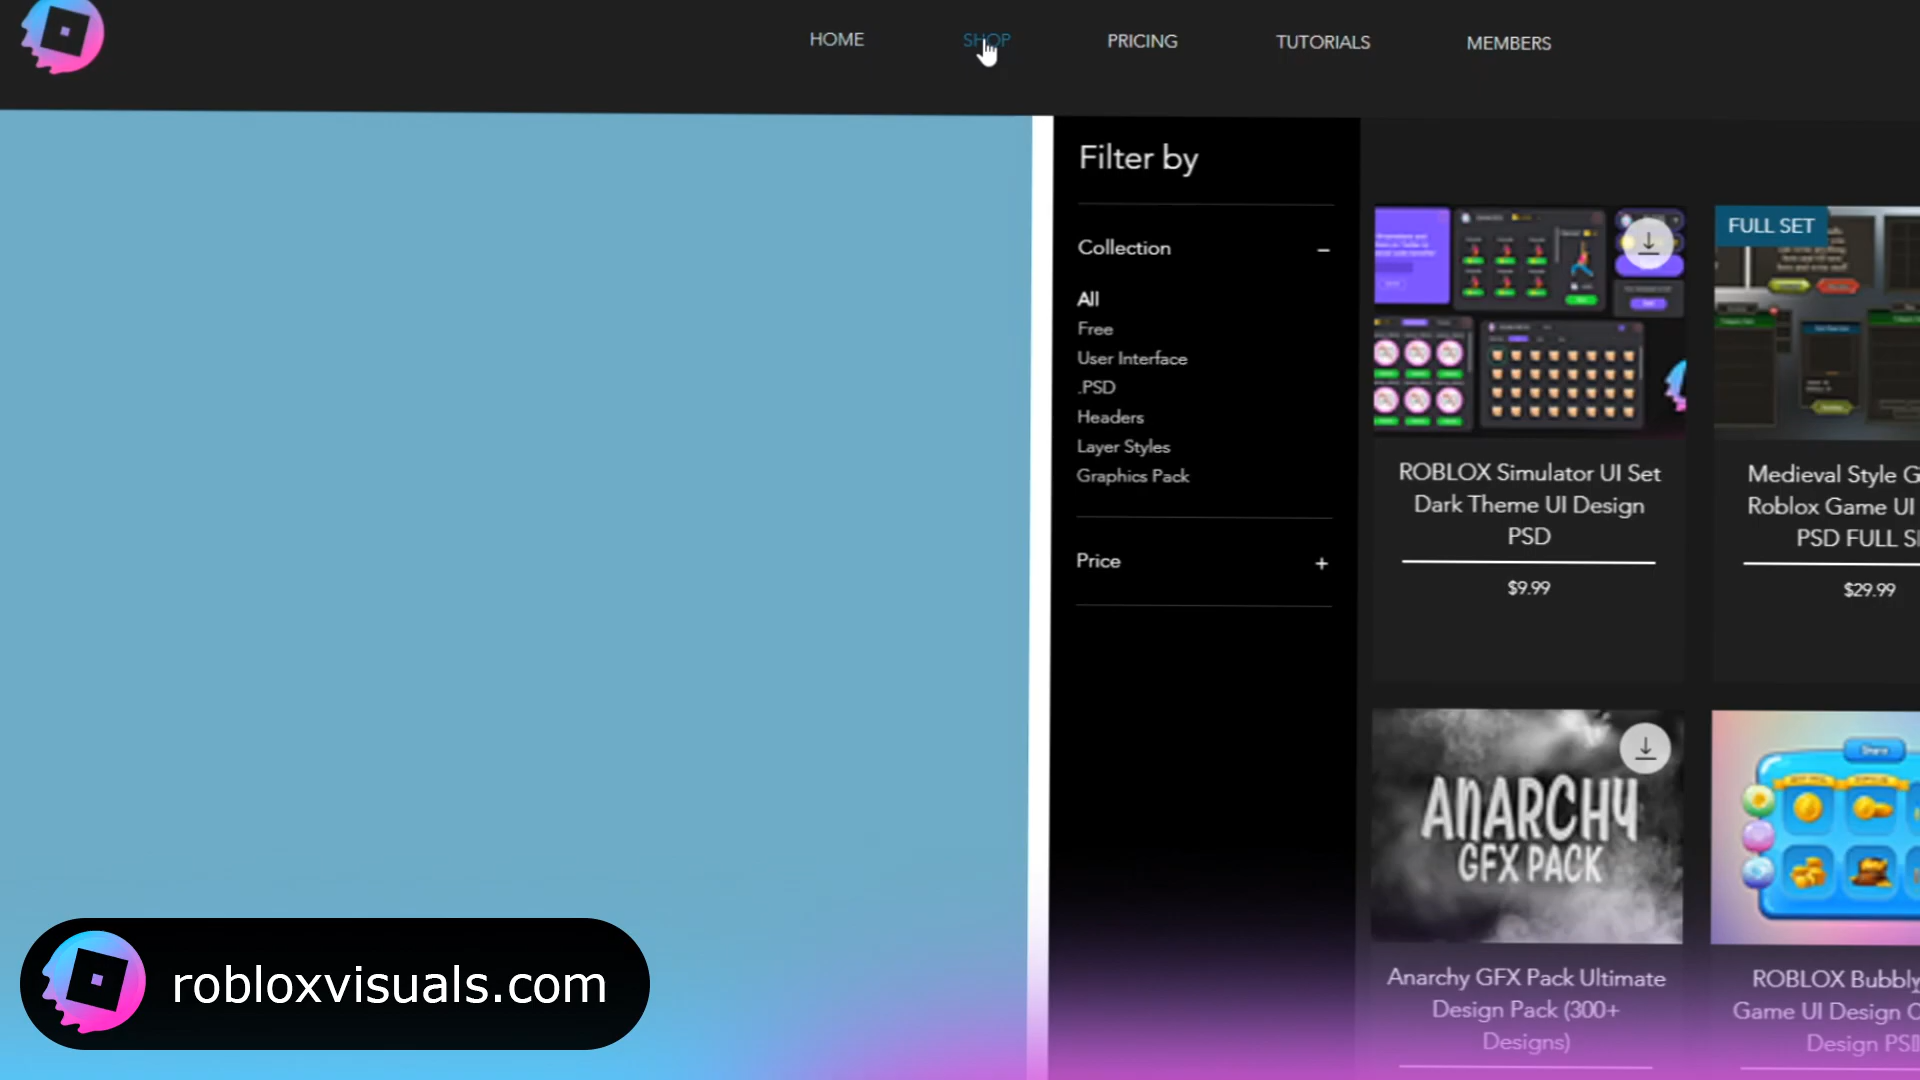 HOME
SHOP
PRICING
TUTORIALS
MEMBERS
Filter by
Collection
All
Free
User Interface
.PSD
Headers
Layer Styles
Graphics Pack
Price
ROBLOX Simulator UI Set
Dark Theme UI Design
PSD
$9.99
FULL SET
Medieval Style G
Roblox Game UI
PSD FULL S
$29.99
ANARCHY
GFX PACK
Anarchy GFX Pack Ultimate
Design Pack (300+
Designs)
ROBLOX Bubbly
Game UI Design
Design PS
robloxvisuals.com